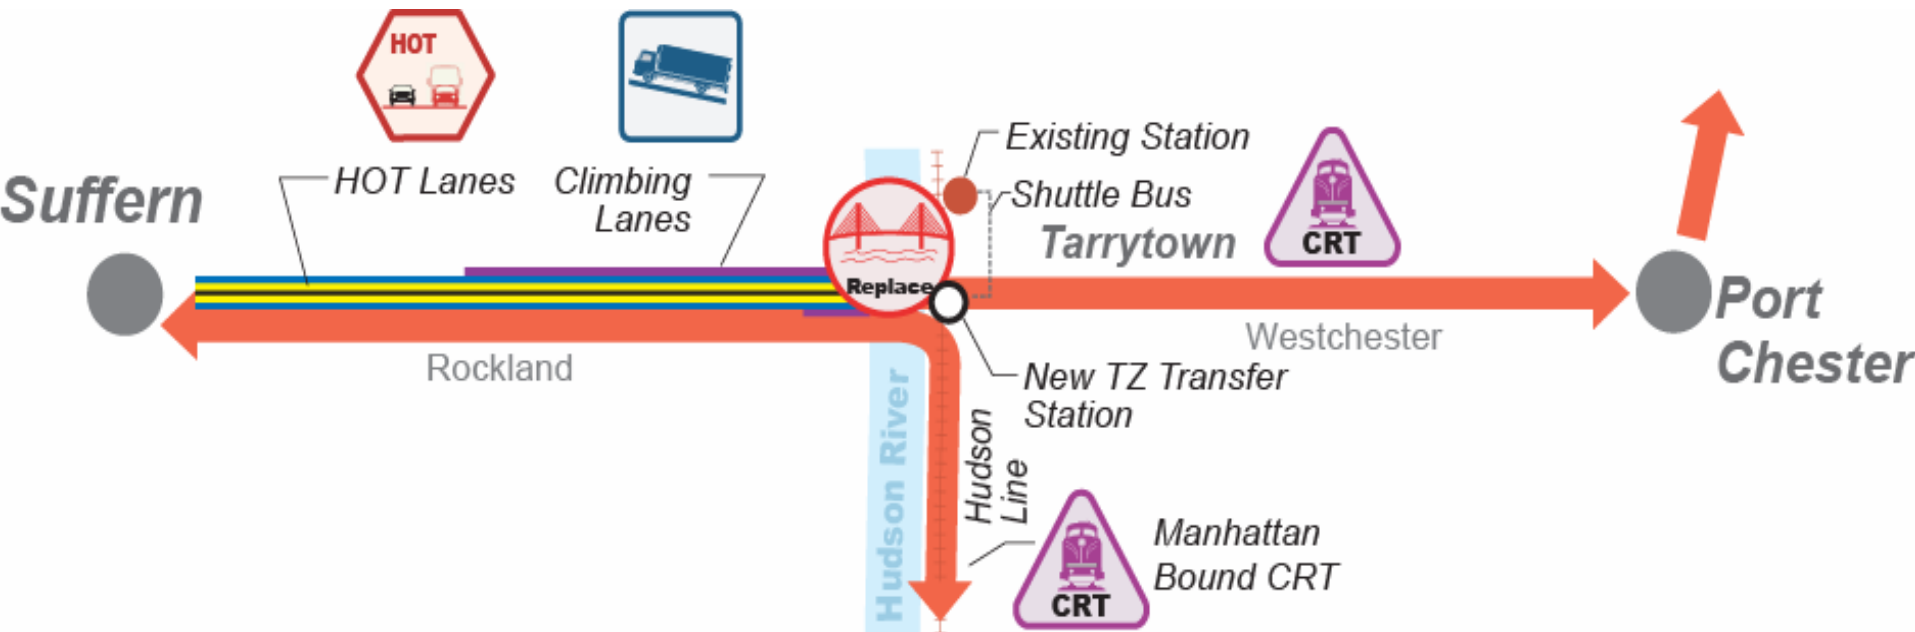 HOT
Existing Station
HOT Lanes
Climbing
Lanes
Shuttle Bus
Suffern
Tarrytown
CRT
Replace
Port
Chester
Westchester
Rockland
New TZ Transfer
Station
Hudson River
Hudson
Line
Manhattan
Bound CRT
CRT